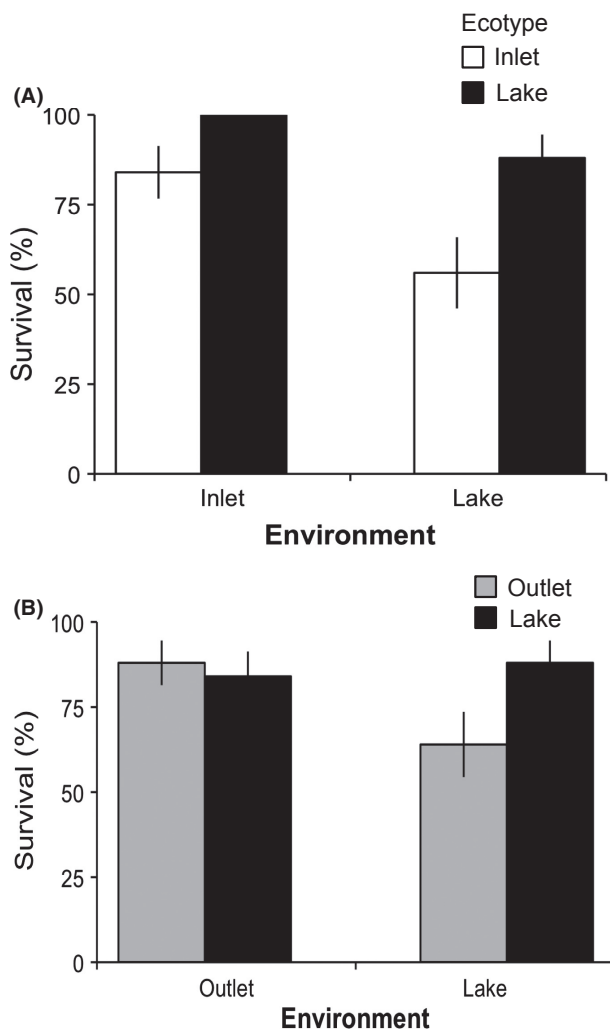 Ecotype
Inlet
Lake
(A)
100
75
50
25
0
Survival (%)
Inlet Lake
Environment
Outlet
Lake
(B)
100
75
50
25
0
Survival (%)
Outlet Lake
Environment